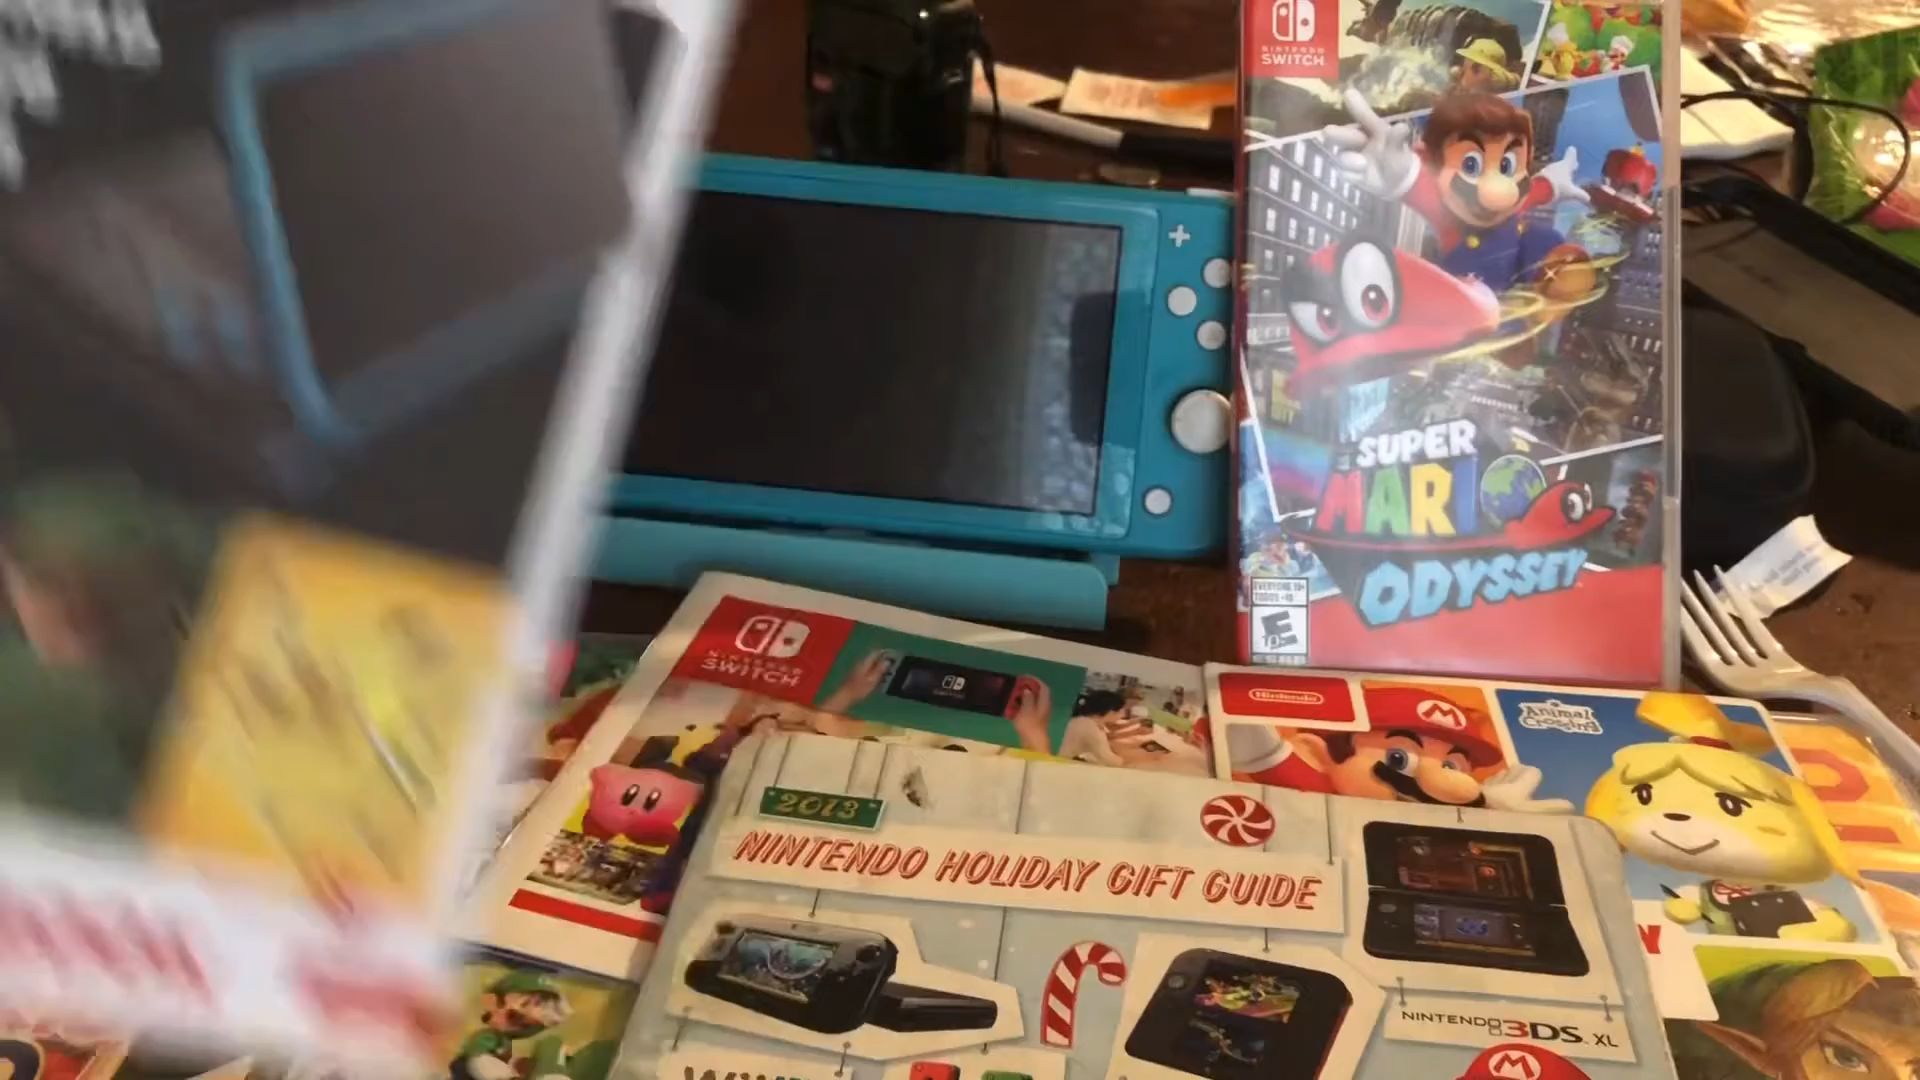 NINTENDO
SWITCH
SUPER
MARIO
ODYSSEY
EVERYONE 10+
E
NINTENDO
SWITCH
Nintendo
Animal
Crossing
2013
NINTENDO HOLIDAY GIFT GUIDE
NINTENDO 3DS XL